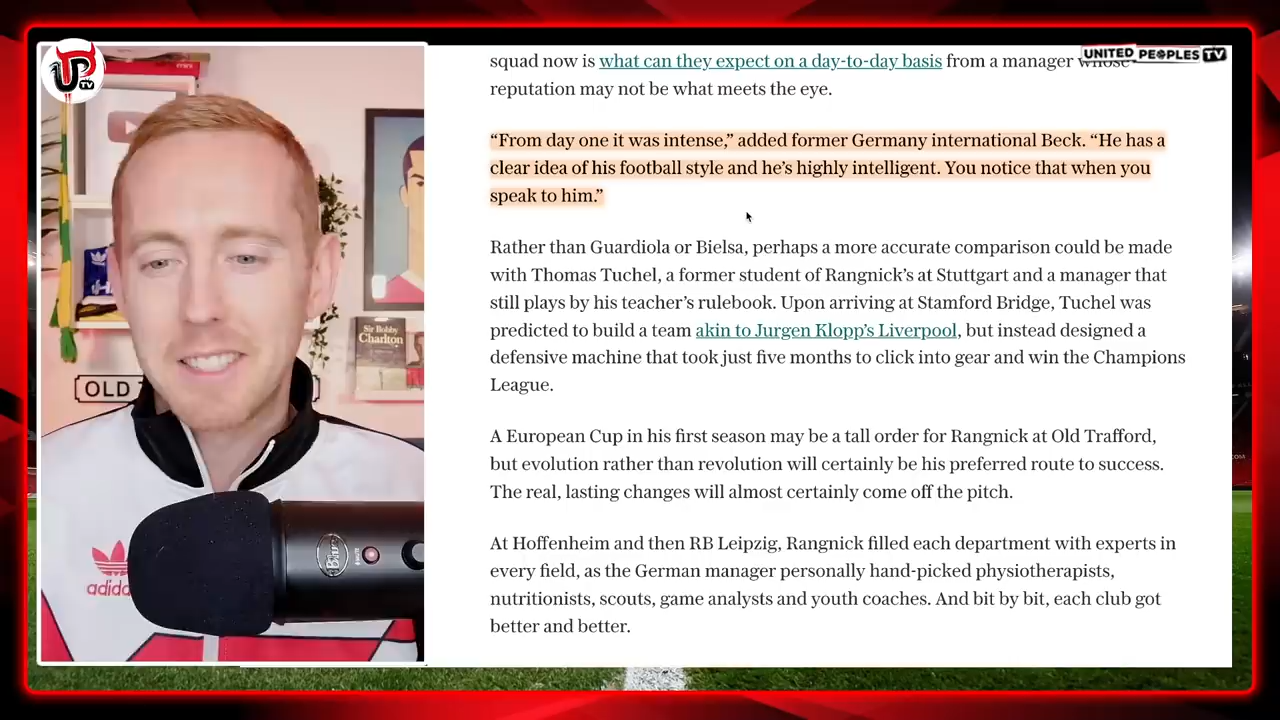 UP
TV
UNITED PEOPLES TV
squad now is what can they expect on a day-to-day basis from a manager whose
reputation may not be what meets the eye.
“From day one it was intense,” added former Germany international Beck. “He has a
clear idea of his football style and he’s highly intelligent. You notice that when you
speak to him.”
Rather than Guardiola or Bielsa, perhaps a more accurate comparison could be made
with Thomas Tuchel, a former student of Rangnick’s at Stuttgart and a manager that
still plays by his teacher’s rulebook. Upon arriving at Stamford Bridge, Tuchel was
predicted to build a team akin to Jurgen Klopp’s Liverpool, but instead designed a
defensive machine that took just five months to click into gear and win the Champions
League.
A European Cup in his first season may be a tall order for Rangnick at Old Trafford,
but evolution rather than revolution will certainly be his preferred route to success.
The real, lasting changes will almost certainly come off the pitch.
At Hoffenheim and then RB Leipzig, Rangnick filled each department with experts in
every field, as the German manager personally hand-picked physiotherapists,
nutritionists, scouts, game analysts and youth coaches. And bit by bit, each club got
better and better.
Sir Bobby
Charlton
OLD
adidas
Blue